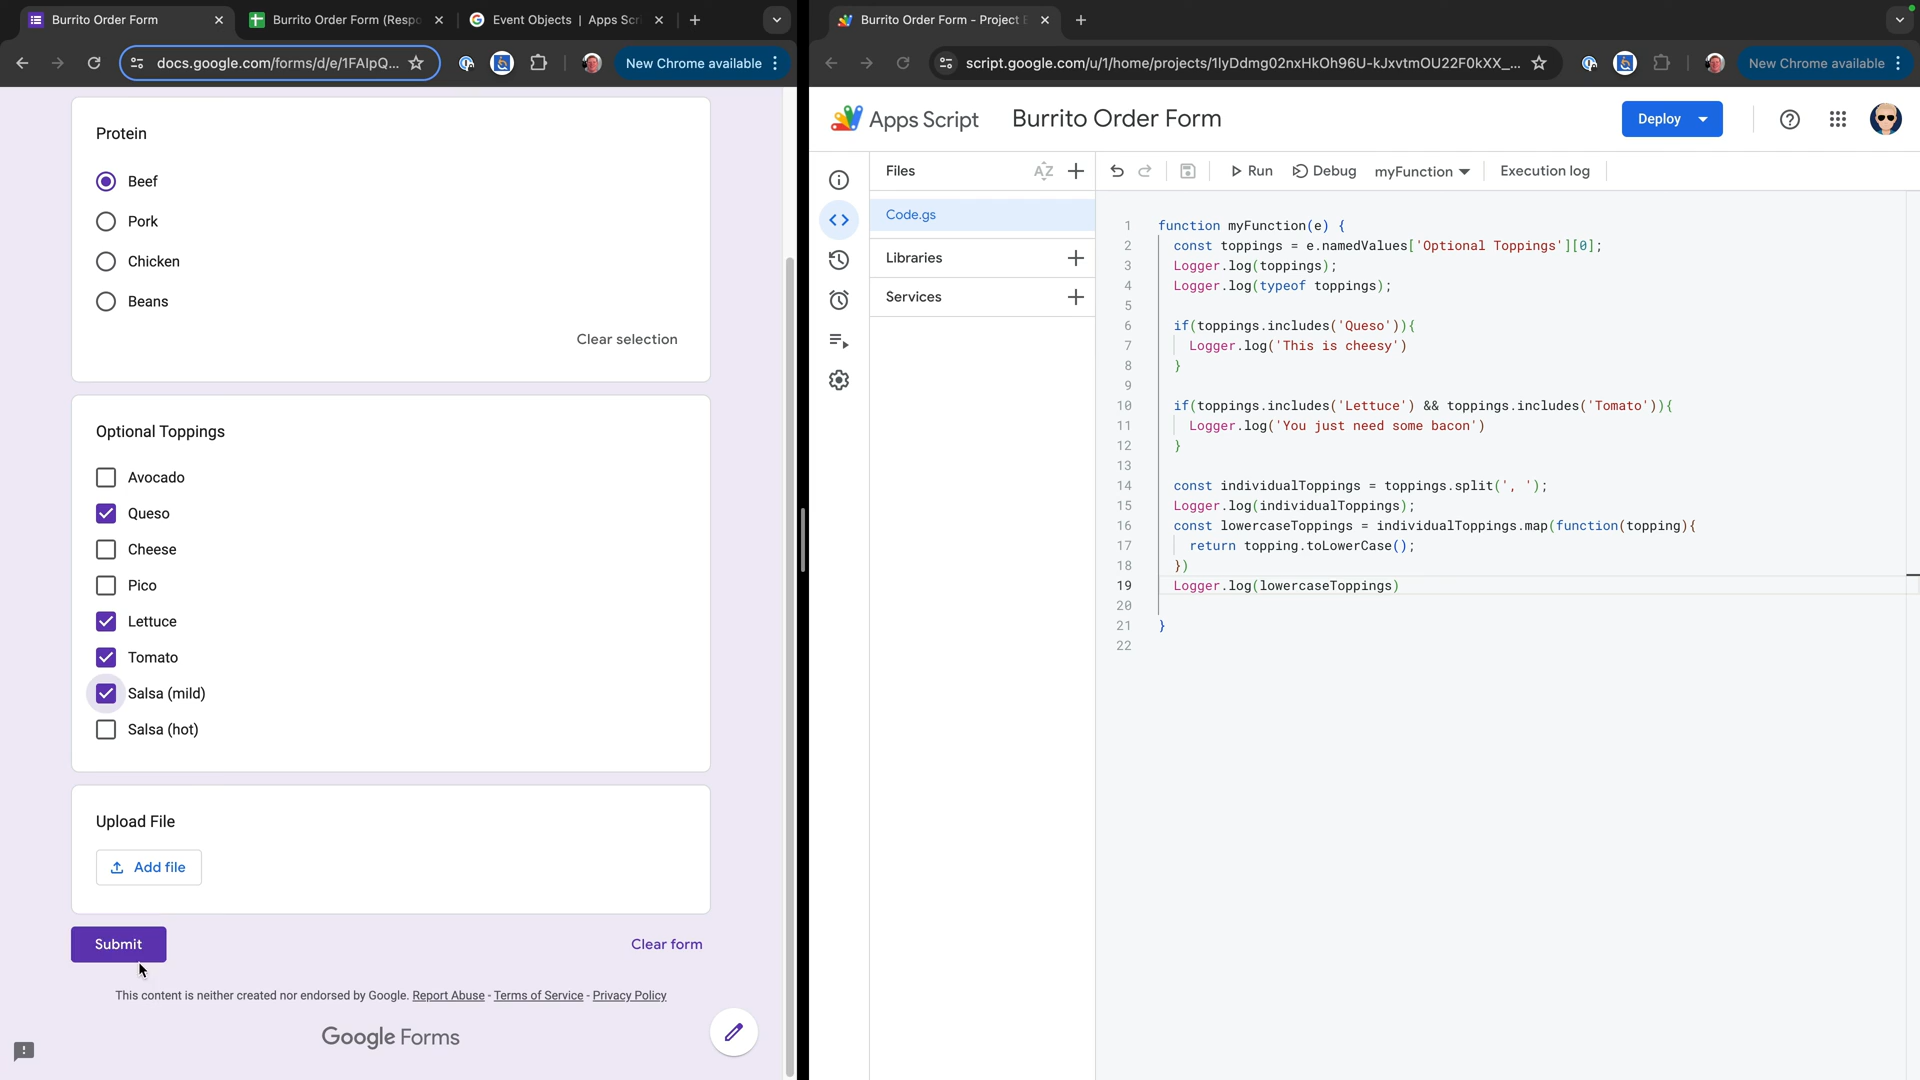 Burrito Order Form
Burrito Order Form (Respo
Event Objects | Apps Scri
docs.google.com/forms/d/e/1FAIpQ...
New Chrome available
Protein
Beef
Pork
Chicken
Beans
Clear selection
Optional Toppings
Avocado
Queso
Cheese
Pico
Lettuce
Tomato
Salsa (mild)
Salsa (hot)
Upload File
Add file
Submit
Clear form
This content is neither created nor endorsed by Google. Report Abuse - Terms of Service - Privacy Policy
Google Forms
Burrito Order Form - Project E
script.google.com/u/1/home/projects/1lyDdmg02nxHkOh96U-kJxvtmOU22F0kXX_...
New Chrome available
Apps Script
Burrito Order Form
Deploy
Files
AZ
Run
Debug
myFunction
Execution log
Code.gs
Libraries
Services
1 function myFunction(e) {
2 const toppings = e.namedValues['Optional Toppings'][0];
3 Logger.log(toppings);
4 Logger.log(typeof toppings);
5
6 if(toppings.includes('Queso')){
7 Logger.log('This is cheesy')
8 }
9
10 if(toppings.includes('Lettuce') && toppings.includes('Tomato')){
11 Logger.log('You just need some bacon')
12 }
13
14 const individualToppings = toppings.split(', ');
15 Logger.log(individualToppings);
16 const lowercaseToppings = individualToppings.map(function(topping){
17 return topping.toLowerCase();
18 })
19 Logger.log(lowercaseToppings)
20
21 }
22